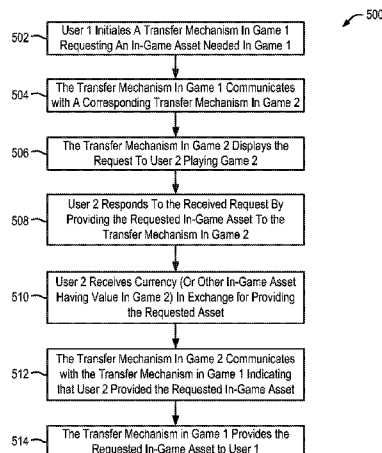 500
502
User 1 Initiates A Transfer Mechanism In Game 1
Requesting An In-Game Asset Needed In Game 1
504
The Transfer Mechanism In Game 1 Communicates
with A Corresponding Transfer Mechanism In Game 2
506
The Transfer Mechanism In Game 2 Displays the
Request To User 2 Playing Game 2
508
User 2 Responds To the Received Request By
Providing the Requested In-Game Asset To the
Transfer Mechanism In Game 2
510
User 2 Receives Currency (Or Other In-Game Asset
Having Value In Game 2) In Exchange for Providing
the Requested Asset
512
The Transfer Mechanism In Game 2 Communicates
with the Transfer Mechanism in Game 1 Indicating
that User 2 Provided the Requested In-Game Asset
514
The Transfer Mechanism in Game 1 Provides the
Requested In-Game Asset to User 1